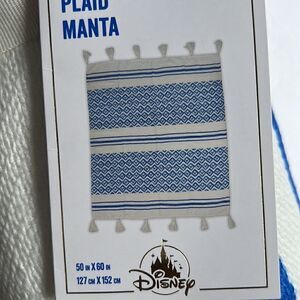 PLAID
MANTA
50 IN X 60 IN
127 CM X 152 CM
Disney